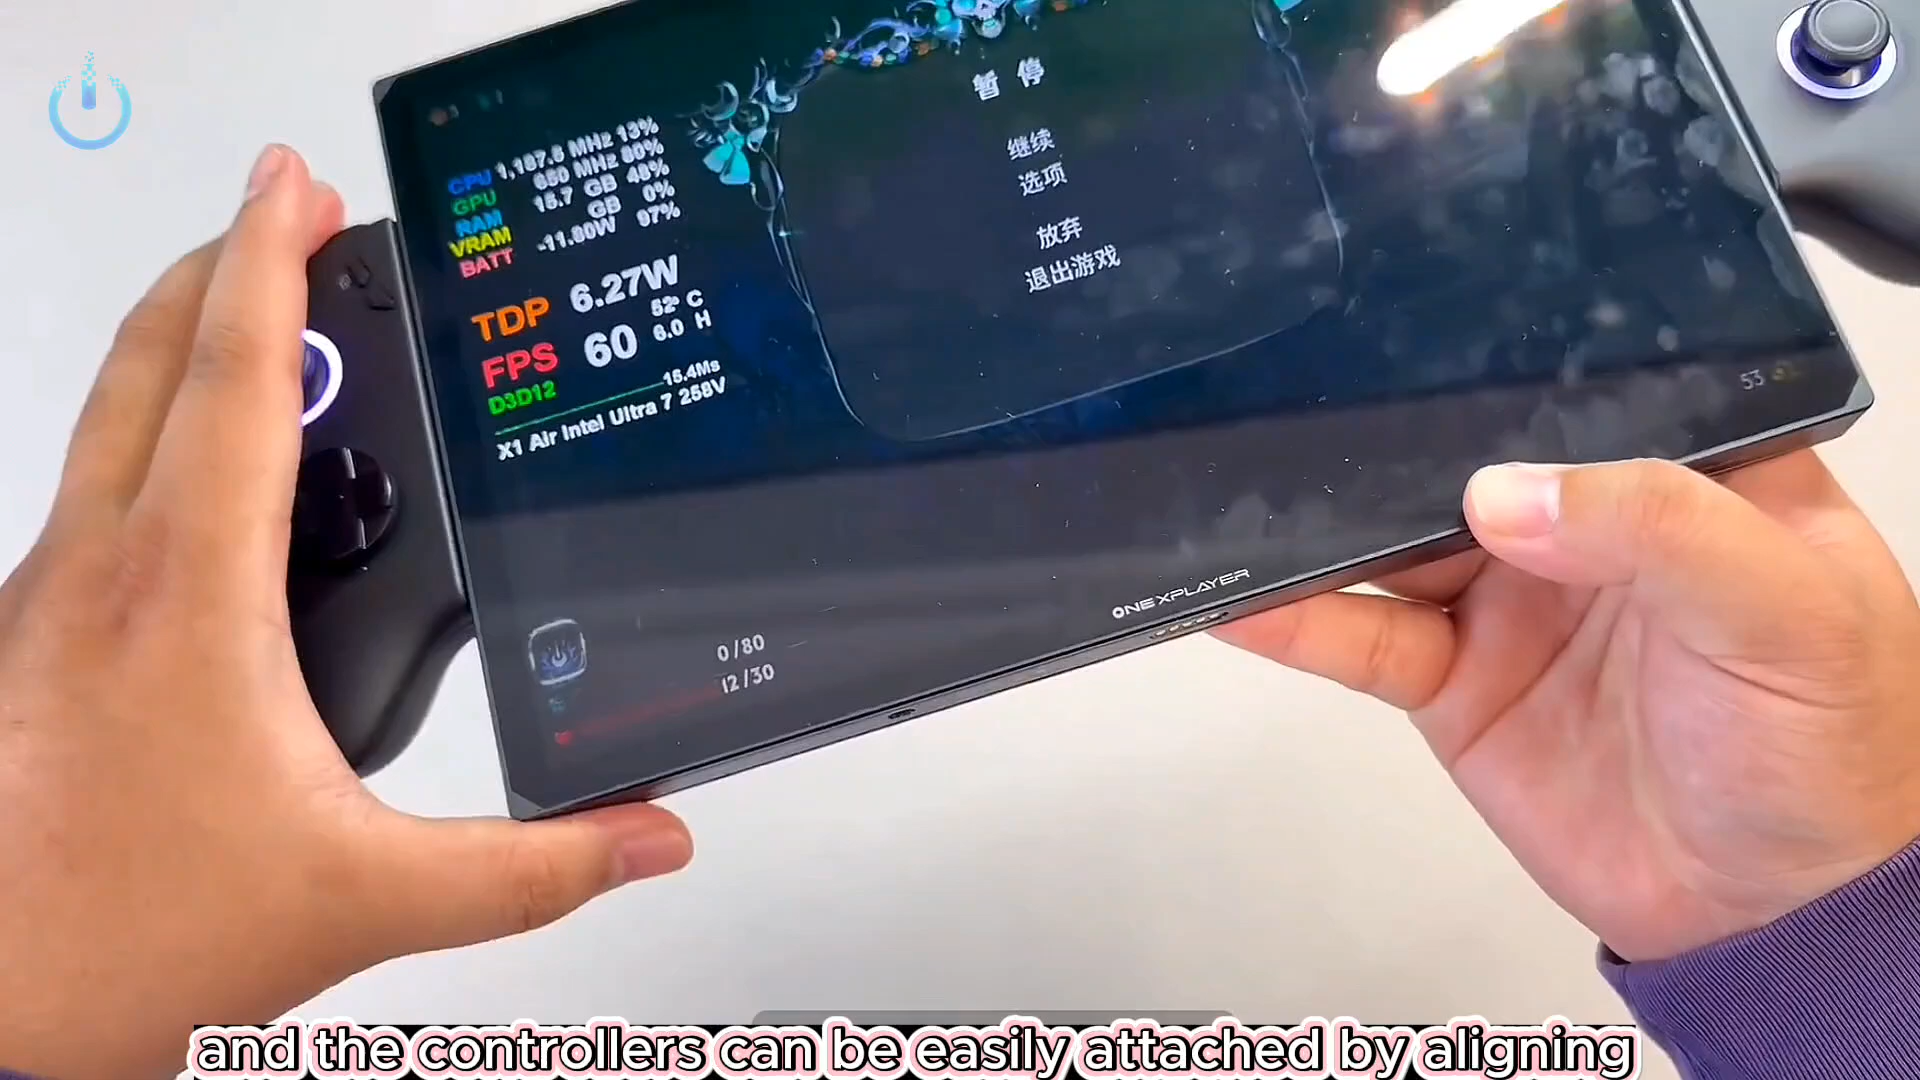 暂停
继续
选项
放弃
退出游戏
CPU 1,187.5 MHz 13%
GPU 650 MHz 80%
RAM 15.7 GB 48%
VRAM GB 0%
BATT -11.80W 97%
TDP 6.27W
52°C
FPS 60 6.0 H
D3D12 15.4Ms
X1 Air Intel Ultra 7 258V
53
ONEXPLAYER
0/80
12/30
and the controllers can be easily attached by aligning